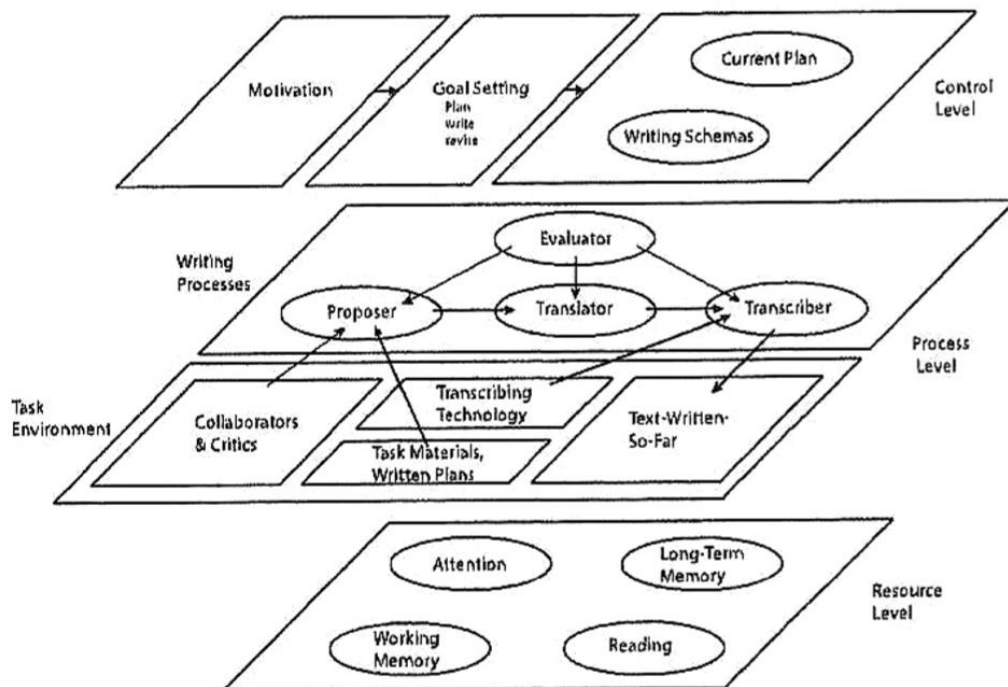 Motivation
Goal Setting
Plan
write
revise
Current Plan
Writing Schemas
Control
Level
Writing
Processes
Evaluator
Proposer
Translator
Transcriber
Process
Level
Task
Environment
Collaborators
& Critics
Transcribing
Technology
Task Materials,
Written Plans
Text-Written-
So-Far
Attention
Long-Term
Memory
Working
Memory
Reading
Resource
Level